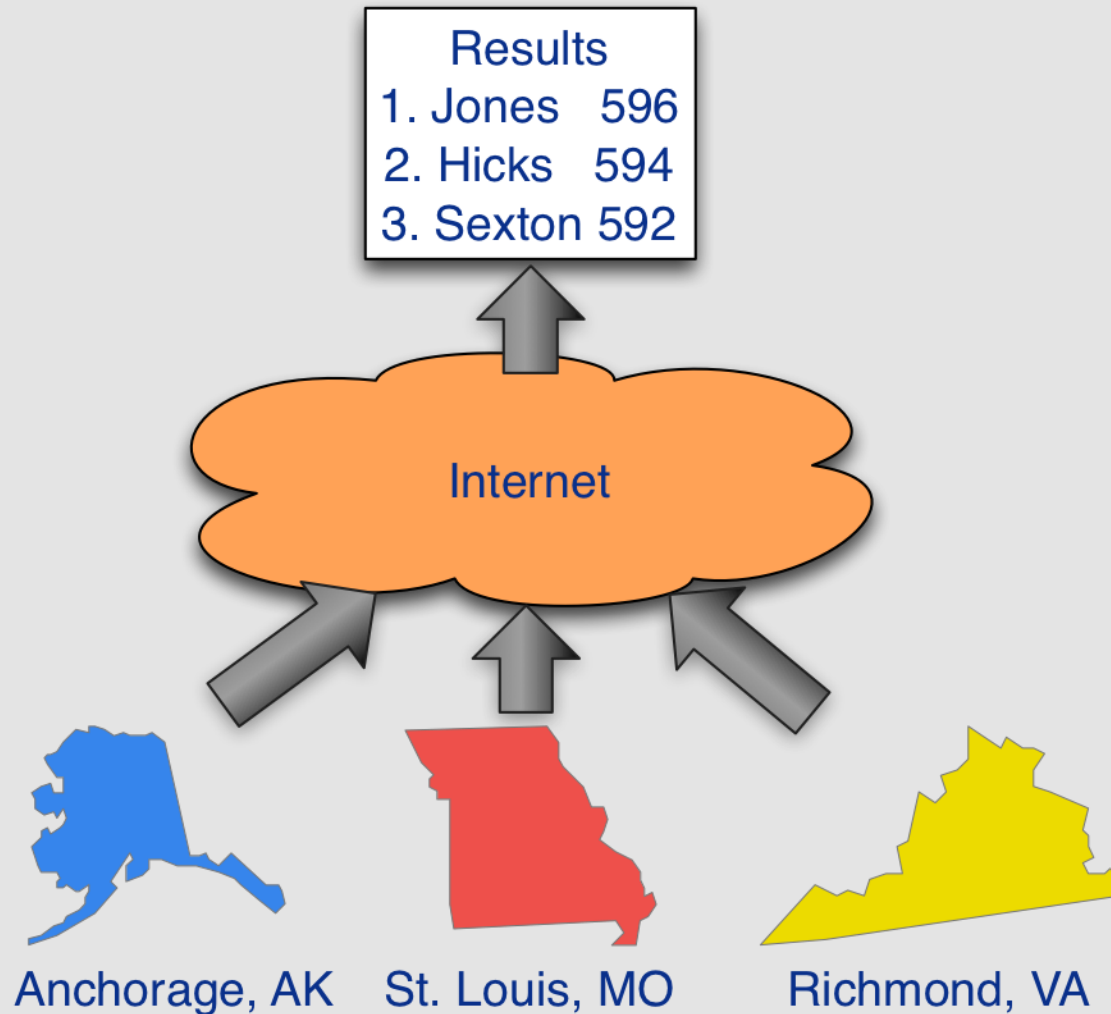 Results
1. Jones 596
2. Hicks 594
3. Sexton 592
Internet
Anchorage, AK
St. Louis, MO
Richmond, VA